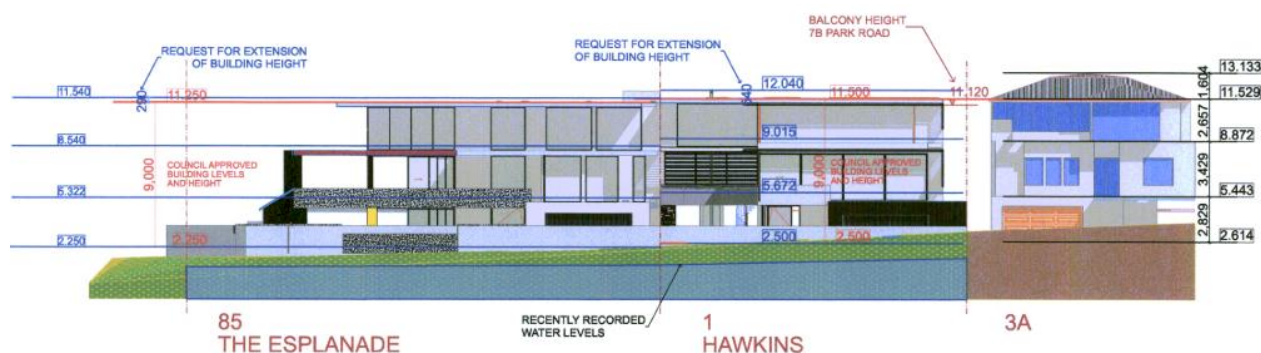 BALCONY HEIGHT
7B PARK ROAD
REQUEST FOR EXTENSION
OF BUILDING HEIGHT
REQUEST FOR EXTENSION
OF BUILDING HEIGHT
11.540
290
11.250
12.040
640
11.500
11.120
13.133
1.604
11.529
2,657
8.540
9.015
8.872
9,000
COUNCIL APPROVED
BUILDING LEVELS
AND HEIGHT
9,000
COUNCIL APPROVED
BUILDING LEVELS
AND HEIGHT
3,429
5.322
5.672
5.443
2,829
2.250
2.250
2.500
2.500
2.614
RECENTLY RECORDED
WATER LEVELS
85
THE ESPLANADE
1
HAWKINS
3A